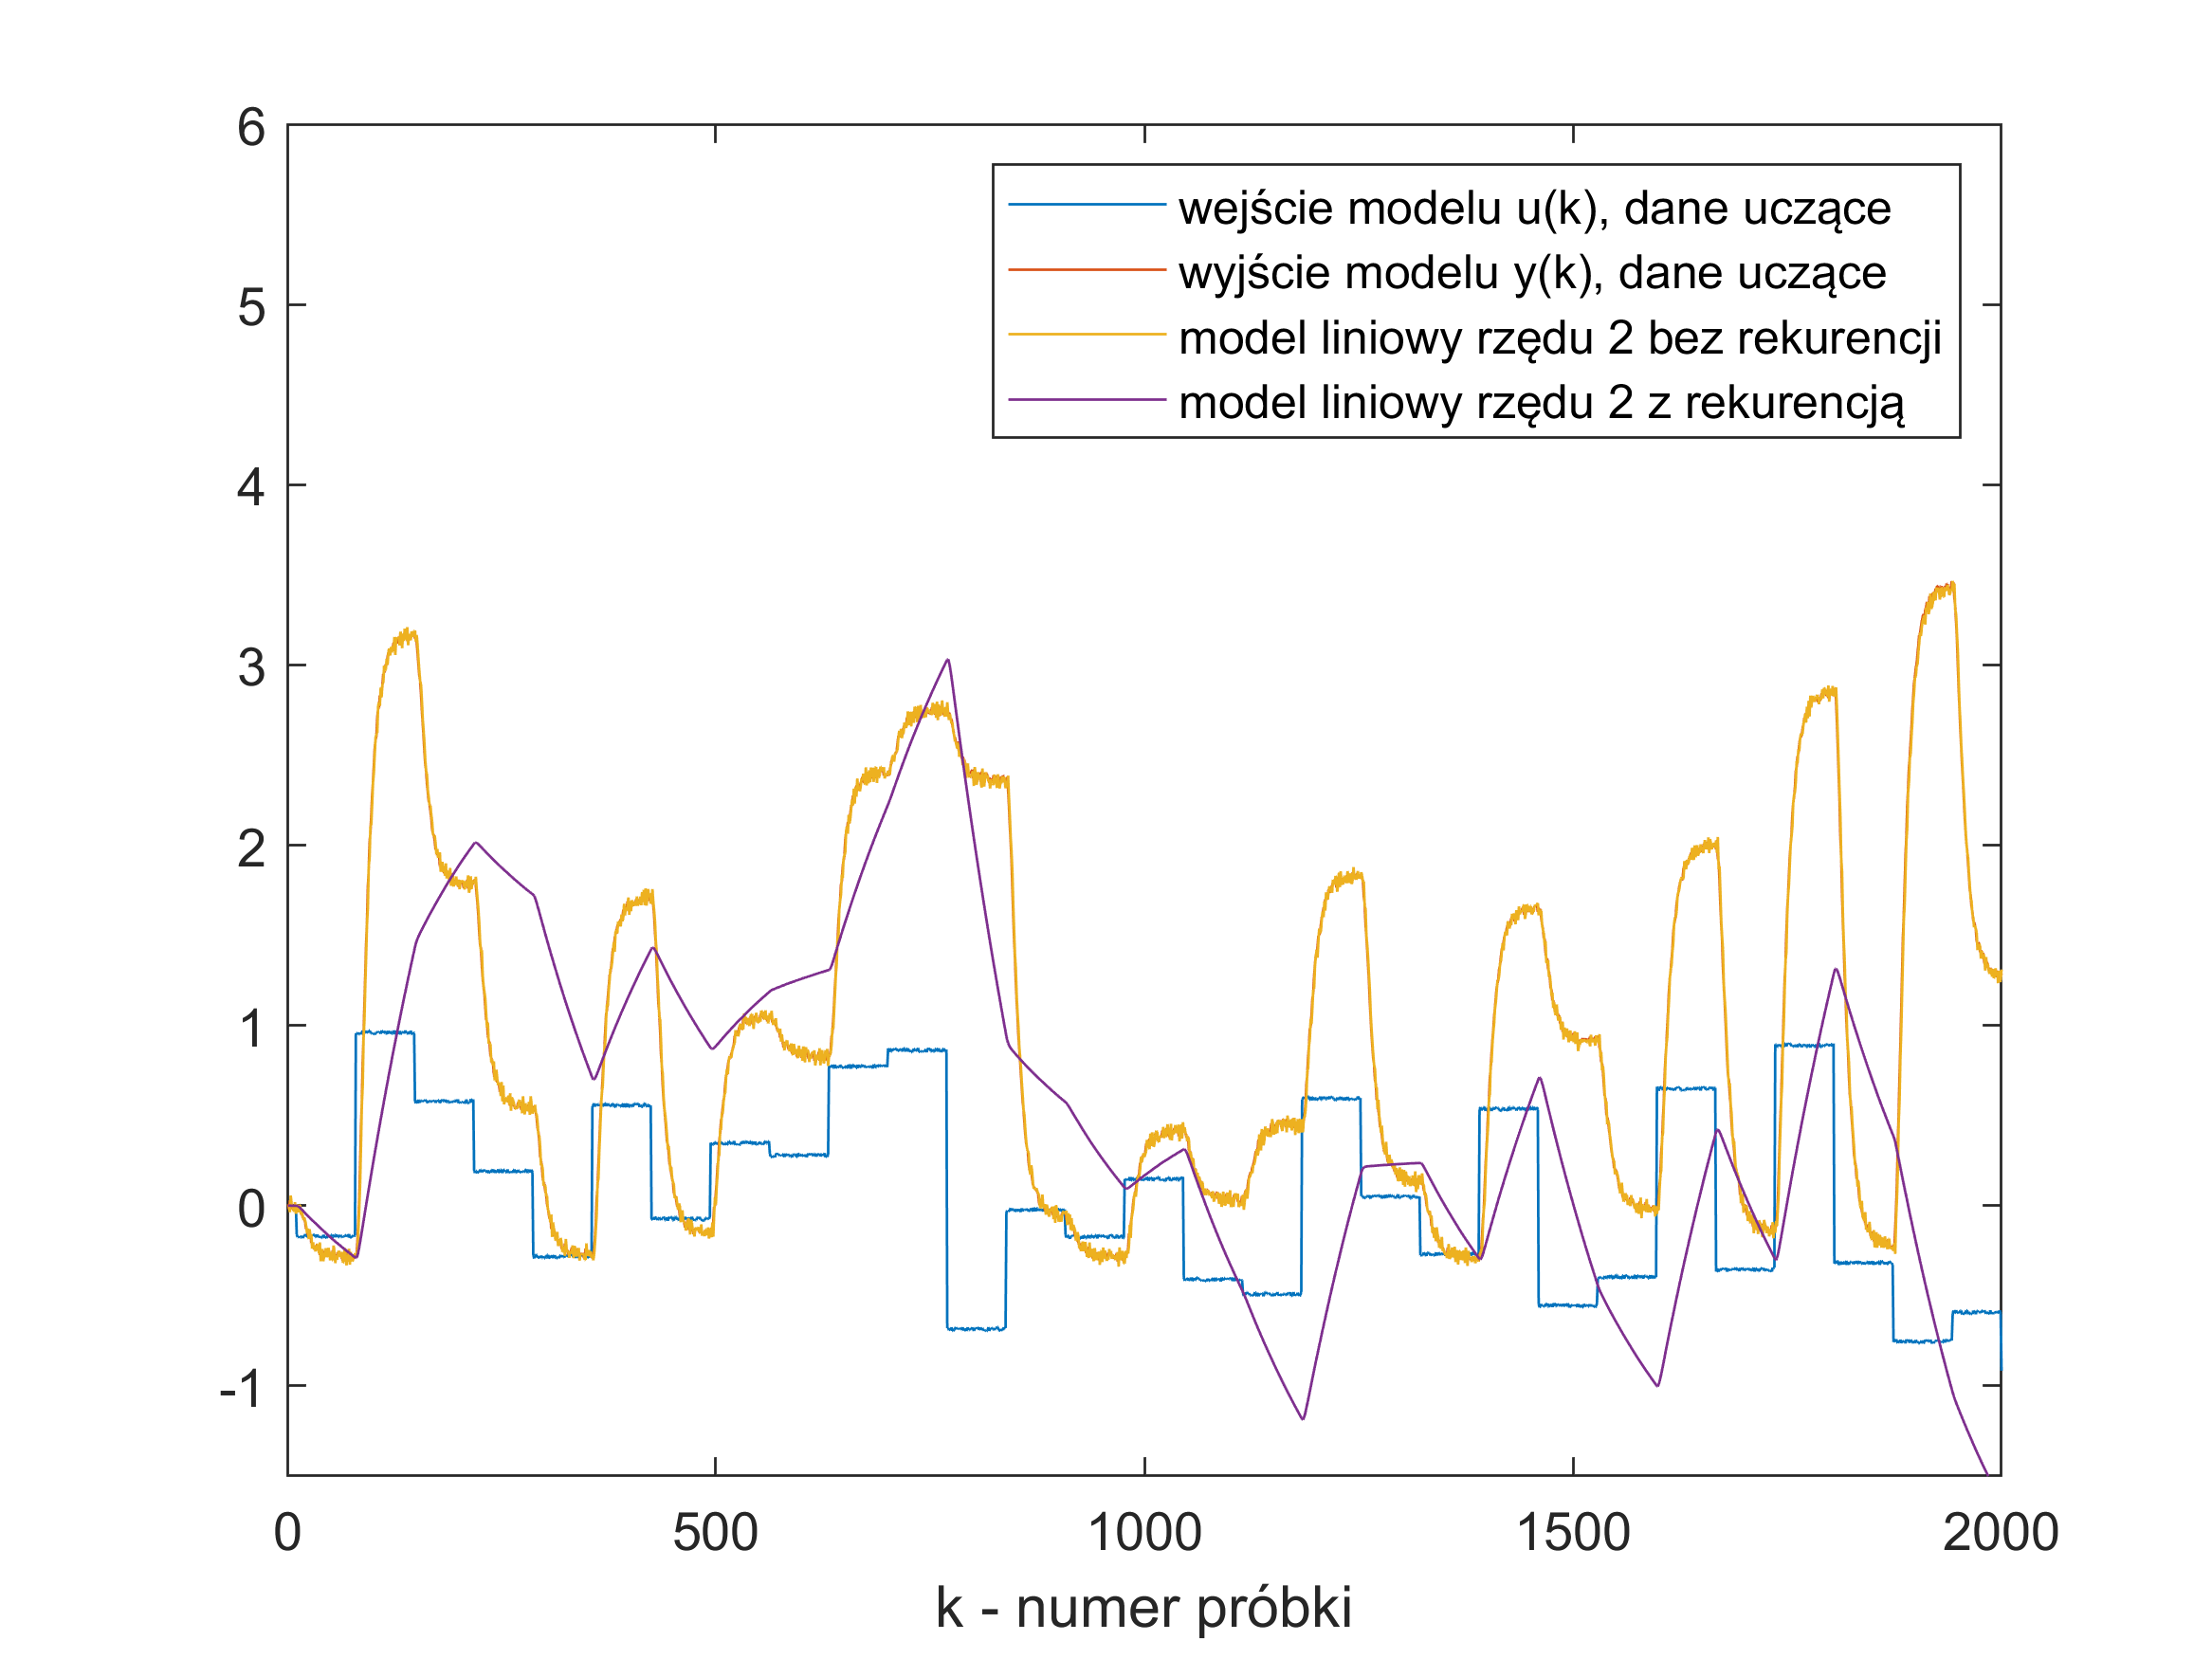 6
wejście modelu u(k), dane uczące
wyjście modelu y(k), dane uczące
5
model liniowy rzędu 2 bez rekurencji
model liniowy rzędu 2 z rekurencją
4
3
2
1
0
-1
0 500 1000 1500 2000
k - numer próbki